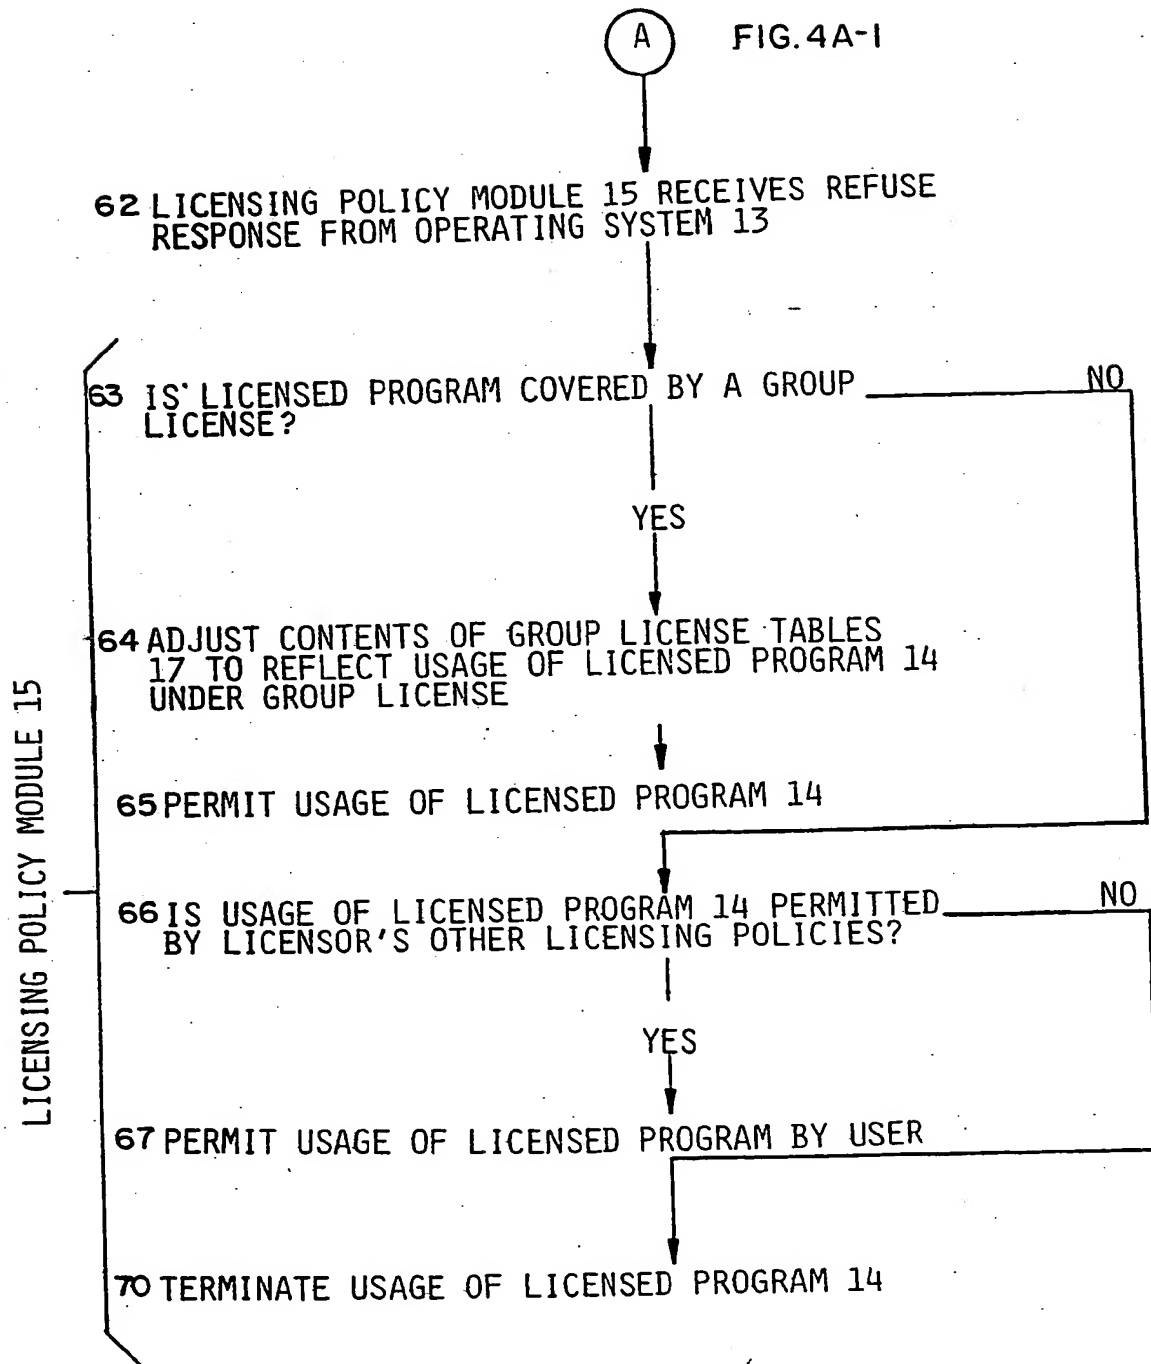 A
FIG. 4A-1
62 LICENSING POLICY MODULE 15 RECEIVES REFUSE
RESPONSE FROM OPERATING SYSTEM 13
63 IS LICENSED PROGRAM COVERED BY A GROUP
LICENSE?
NO
YES
64 ADJUST CONTENTS OF GROUP LICENSE TABLES
17 TO REFLECT USAGE OF LICENSED PROGRAM 14
UNDER GROUP LICENSE
65 PERMIT USAGE OF LICENSED PROGRAM 14
66 IS USAGE OF LICENSED PROGRAM 14 PERMITTED
BY LICENSOR'S OTHER LICENSING POLICIES?
NO
YES
67 PERMIT USAGE OF LICENSED PROGRAM BY USER
70 TERMINATE USAGE OF LICENSED PROGRAM 14
LICENSING POLICY MODULE 15